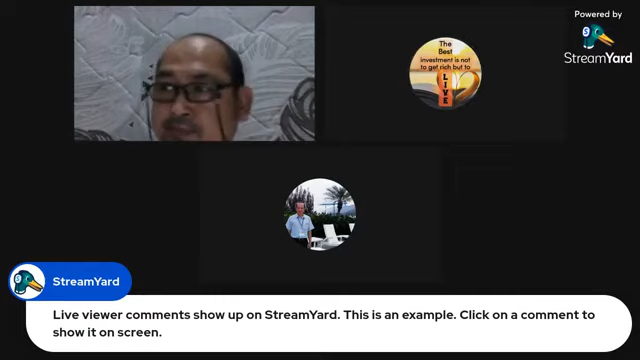 Powered by
StreamYard
The
Best
investment is not
to get rich but to
LIVE
StreamYard
Live viewer comments show up on StreamYard. This is an example. Click on a comment to
show it on screen.